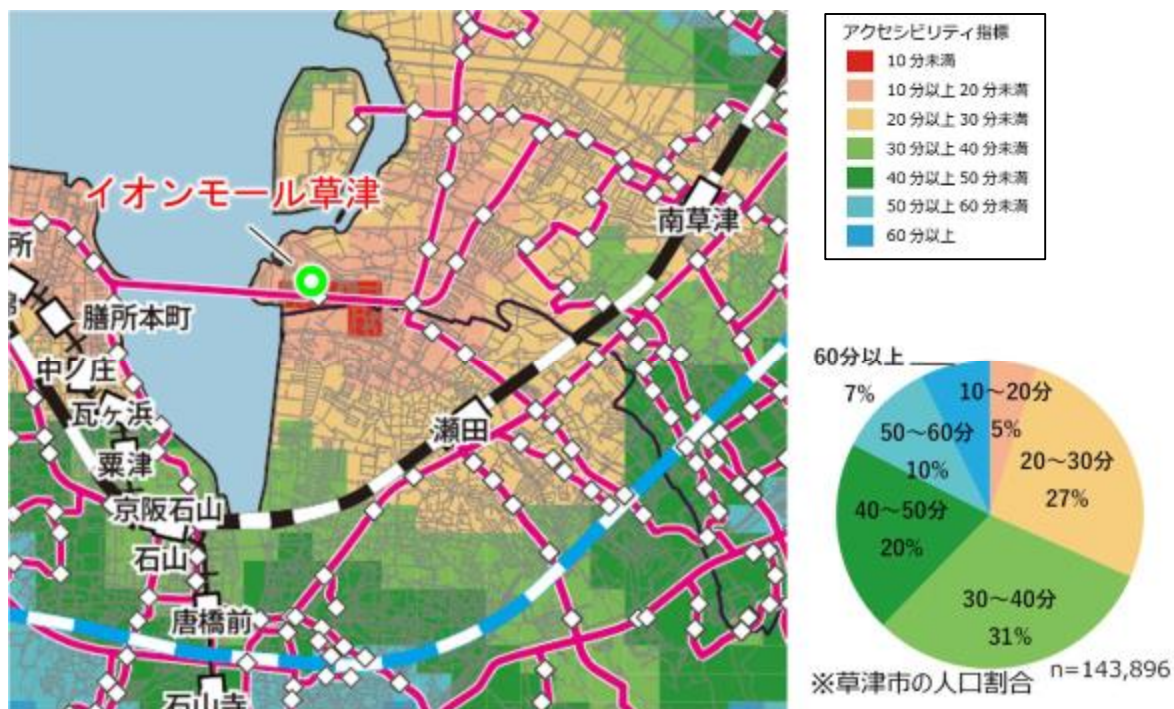 イオンモール草津
南草津
所
膳所本町
中ノ庄
瓦ヶ浜
粟津
瀬田
京阪石山
石山
唐橋前
石山寺
アクセシビリティ指標
10分未満
10分以上20分未満
20分以上30分未満
30分以上40分未満
40分以上50分未満
50分以上60分未満
60分以上
60分以上
7%
10〜20分
5%
50〜60分
10%
20〜30分
27%
40〜50分
20%
30〜40分
31%
n=143,896
※草津市の人口割合